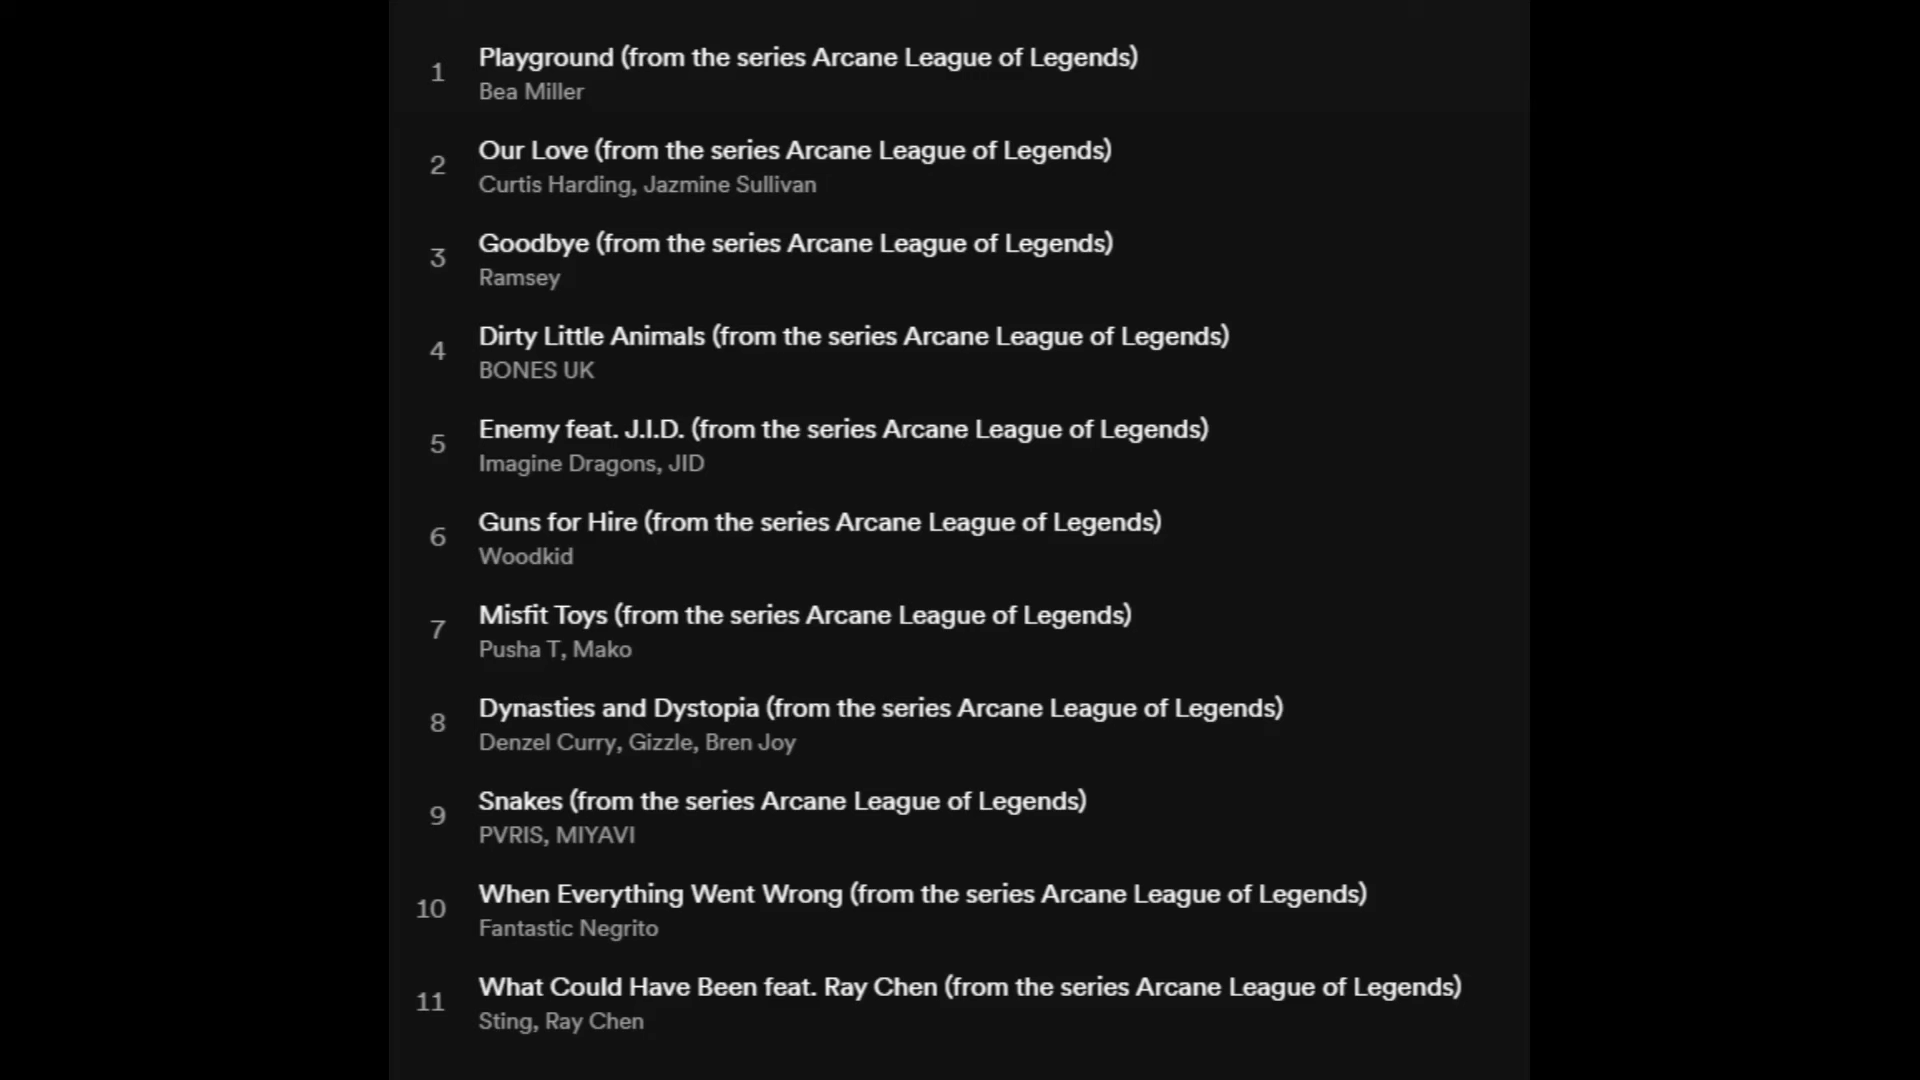 1
Playground (from the series Arcane League of Legends)
Bea Miller
2
Our Love (from the series Arcane League of Legends)
Curtis Harding, Jazmine Sullivan
3
Goodbye (from the series Arcane League of Legends)
Ramsey
4
Dirty Little Animals (from the series Arcane League of Legends)
BONES UK
5
Enemy feat. J.I.D. (from the series Arcane League of Legends)
Imagine Dragons, JID
6
Guns for Hire (from the series Arcane League of Legends)
Woodkid
7
Misfit Toys (from the series Arcane League of Legends)
Pusha T, Mako
8
Dynasties and Dystopia (from the series Arcane League of Legends)
Denzel Curry, Gizzle, Bren Joy
9
Snakes (from the series Arcane League of Legends)
PVRIS, MIYAVI
10
When Everything Went Wrong (from the series Arcane League of Legends)
Fantastic Negrito
11
What Could Have Been feat. Ray Chen (from the series Arcane League of Legends)
Sting, Ray Chen